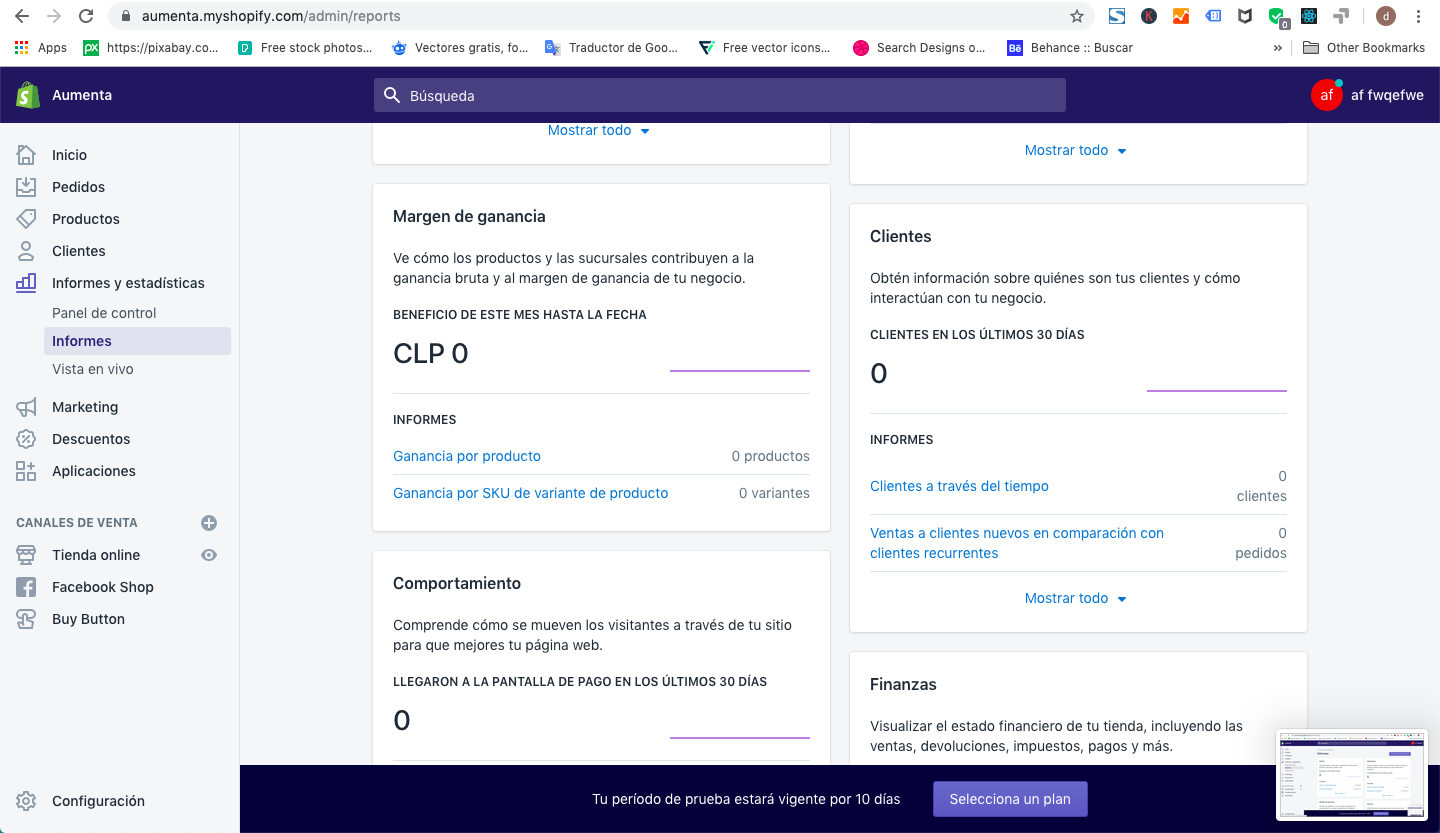 aumenta.myshopify.com/admin/reports
d
Apps
https://pixabay.co...
Free stock photos...
Vectores gratis, fo...
Traductor de Goo...
Free vector icons...
Search Designs o...
Behance :: Buscar
»
Other Bookmarks
Aumenta
Búsqueda
af
af fwqefwe
Inicio
Pedidos
Productos
Clientes
Informes y estadísticas
Panel de control
Informes
Vista en vivo
Marketing
Descuentos
Aplicaciones
CANALES DE VENTA
Tienda online
Facebook Shop
Buy Button
Configuración
Mostrar todo
Margen de ganancia
Ve cómo los productos y las sucursales contribuyen a la
ganancia bruta y al margen de ganancia de tu negocio.
BENEFICIO DE ESTE MES HASTA LA FECHA
CLP 0
INFORMES
Ganancia por producto 0 productos
Ganancia por SKU de variante de producto 0 variantes
Comportamiento
Comprende cómo se mueven los visitantes a través de tu sitio
para que mejores tu página web.
LLEGARON A LA PANTALLA DE PAGO EN LOS ÚLTIMOS 30 DÍAS
0
Mostrar todo
Clientes
Obtén información sobre quiénes son tus clientes y cómo
interactúan con tu negocio.
CLIENTES EN LOS ÚLTIMOS 30 DÍAS
0
INFORMES
Clientes a través del tiempo
0
clientes
Ventas a clientes nuevos en comparación con
clientes recurrentes
0
pedidos
Mostrar todo
Finanzas
Visualizar el estado financiero de tu tienda, incluyendo las
ventas, devoluciones, impuestos, pagos y más.
Tu período de prueba estará vigente por 10 días
Selecciona un plan